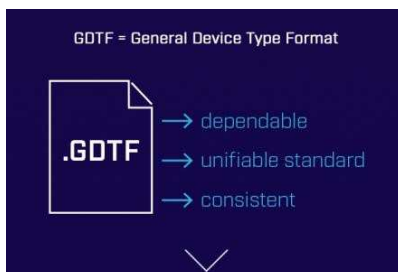 GDTF = General Device Type Format
.GDTF
dependable
unifiable standard
consistent